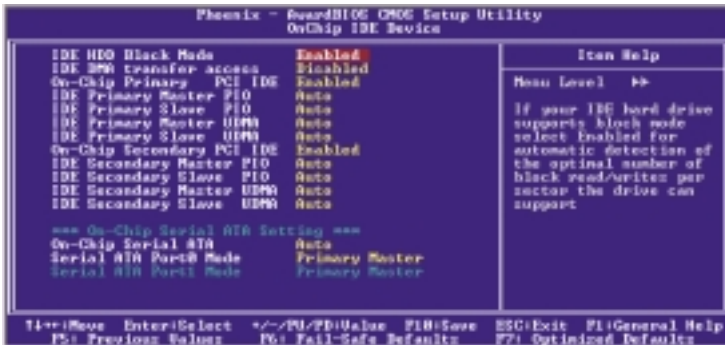 Phoenix - AwardBIOS CMOS Setup Utility
OnChip IDE Device
IDE HDD Block Mode Enabled
IDE DMA transfer access Disabled
On-Chip Primary PCI IDE Enabled
IDE Primary Master PIO Auto
IDE Primary Slave PIO Auto
IDE Primary Master UDMA Auto
IDE Primary Slave UDMA Auto
On-Chip Secondary PCI IDE Enabled
IDE Secondary Master PIO Auto
IDE Secondary Slave PIO Auto
IDE Secondary Master UDMA Auto
IDE Secondary Slave UDMA Auto
*** On-Chip Serial ATA Setting ***
On-Chip Serial ATA Auto
Serial ATA Port0 Mode Primary Master
Serial ATA Port1 Mode Primary Master
Item Help
Menu Level ▶▶
If your IDE hard drive
supports block mode
select Enabled for
automatic detection of
the optimal number of
block read/writes per
sector the drive can
support
↑↓→←:Move Enter:Select +/-/PU/PD:Value F10:Save ESC:Exit F1:General Help
F5: Previous Values F6: Fail-Safe Defaults F7: Optimized Defaults